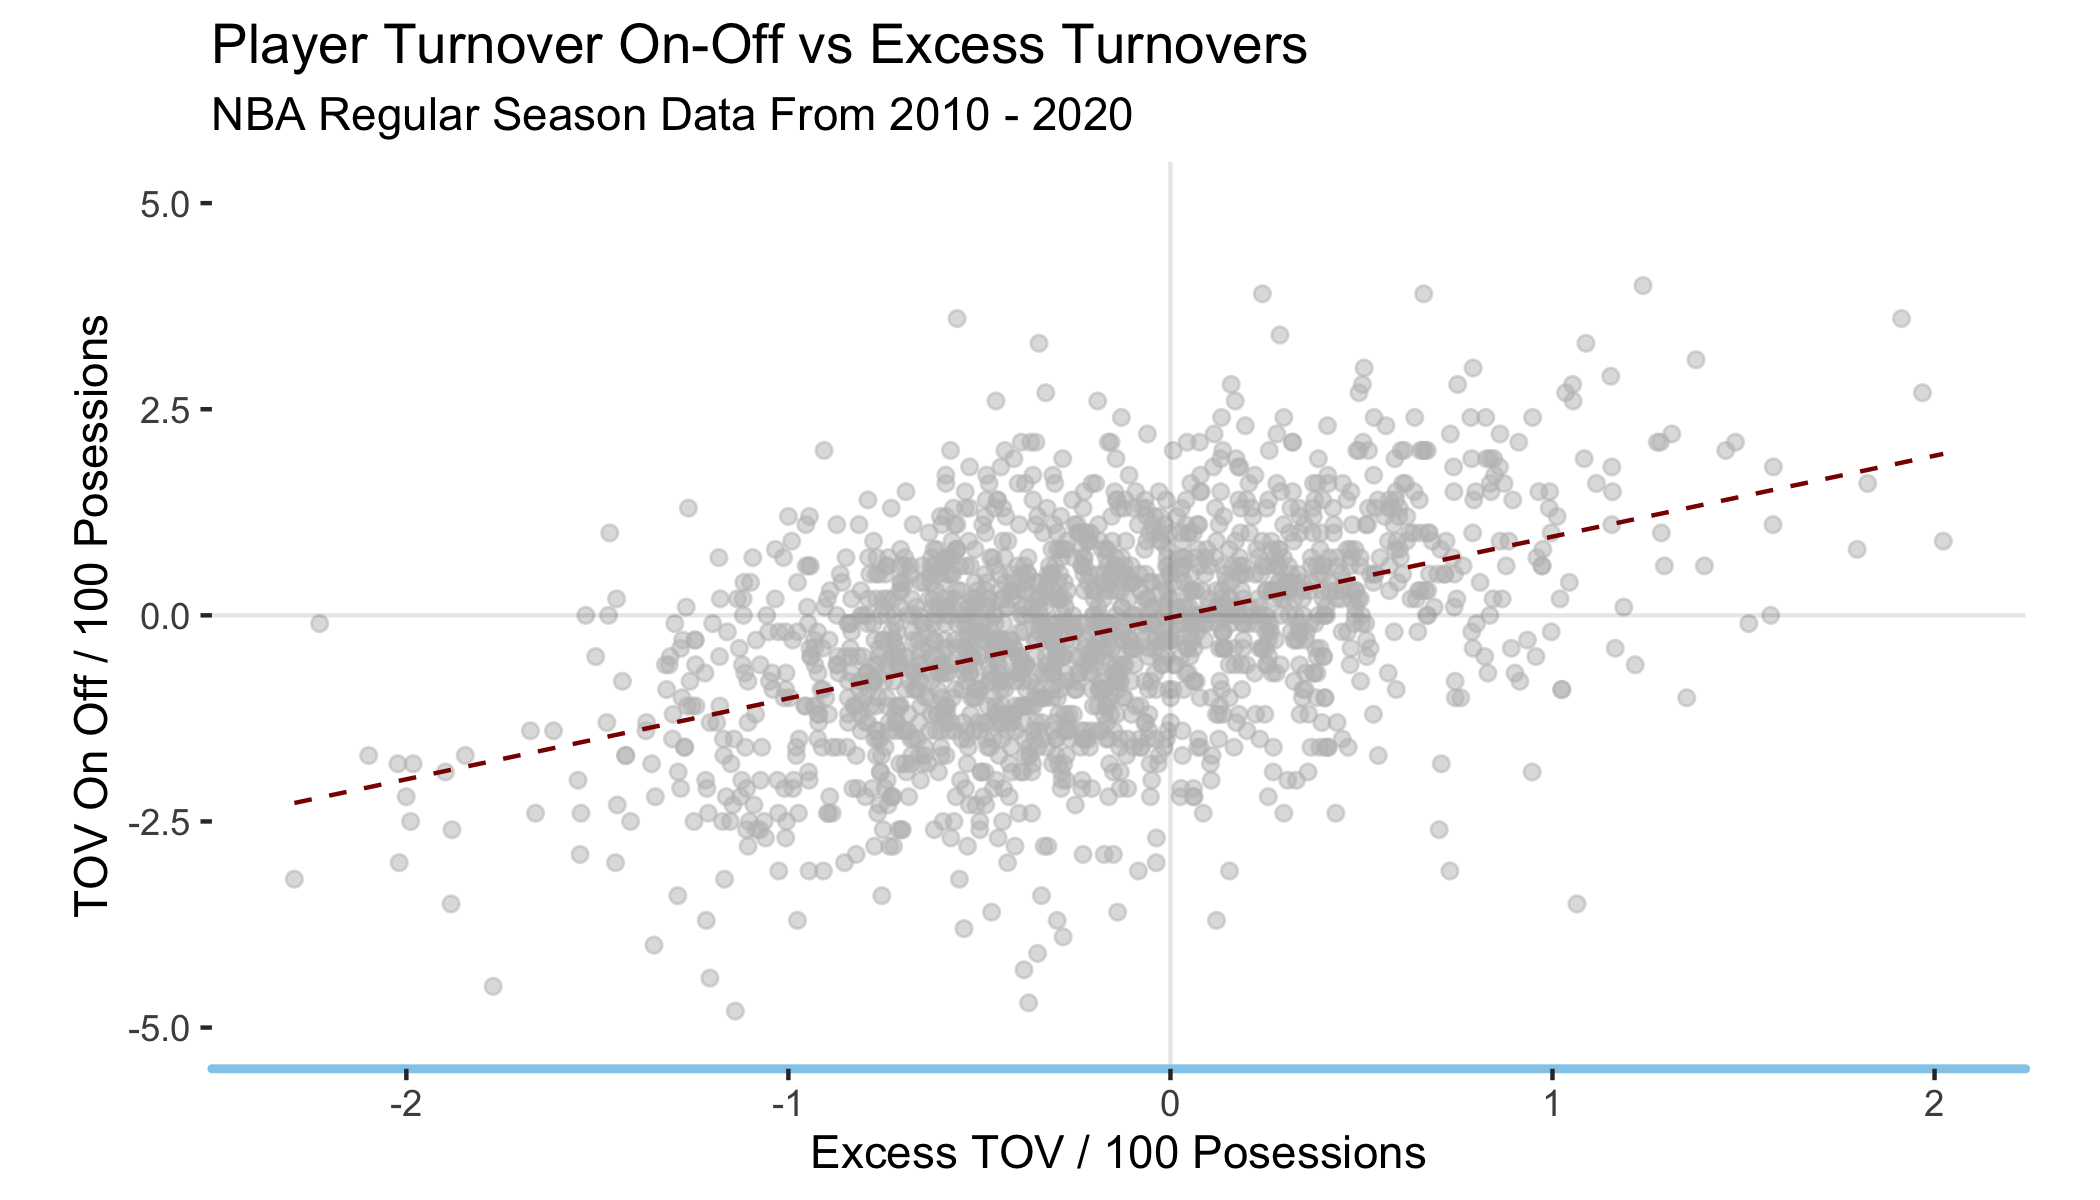 Player Turnover On-Off vs Excess Turnovers
NBA Regular Season Data From 2010 - 2020
TOV On Off / 100 Posessions
5.0
2.5
0.0
-2.5
-5.0
-2
-1
0
1
2
Excess TOV / 100 Posessions